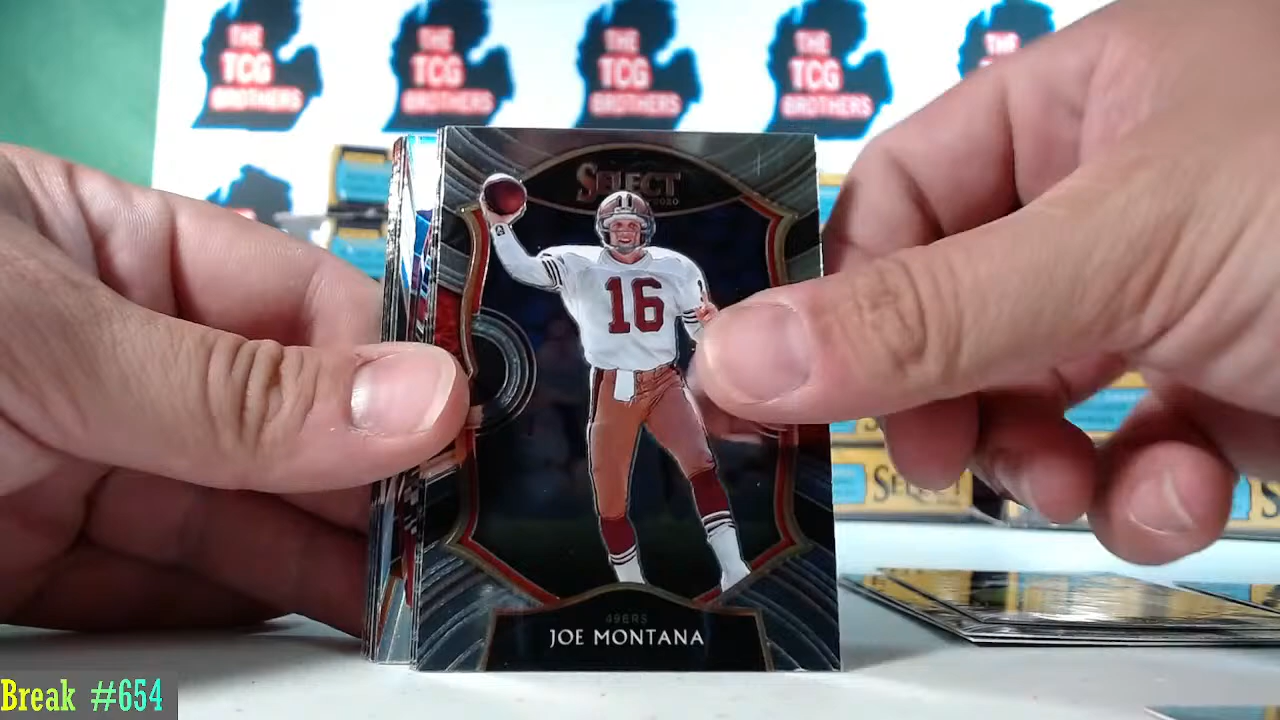 THE
TCG
BROTHERS
THE
TCG
BROTHERS
THE
TCG
BROTHERS
THE
TCG
BROTHERS
THE
SELECT
2020
16
49ERS
JOE MONTANA
SELECT
Break #654